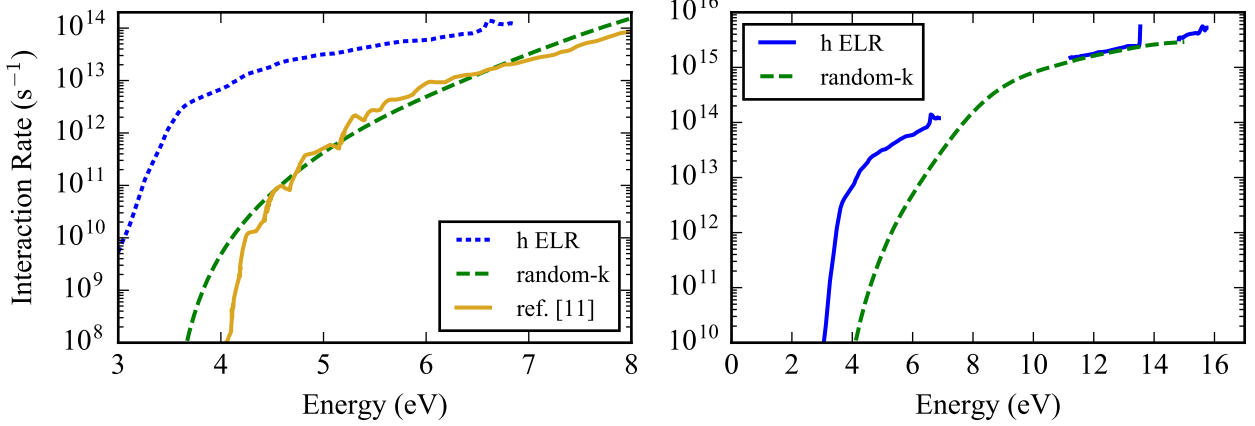 Interaction Rate (s⁻¹)
10¹⁴
10¹³
10¹²
10¹¹
10¹⁰
10⁹
10⁸
3 4 5 6 7 8
Energy (eV)
h ELR
random-k
ref. [11]
10¹⁶
10¹⁵
10¹⁴
10¹³
10¹²
10¹¹
10¹⁰
0 2 4 6 8 10 12 14 16
Energy (eV)
h ELR
random-k